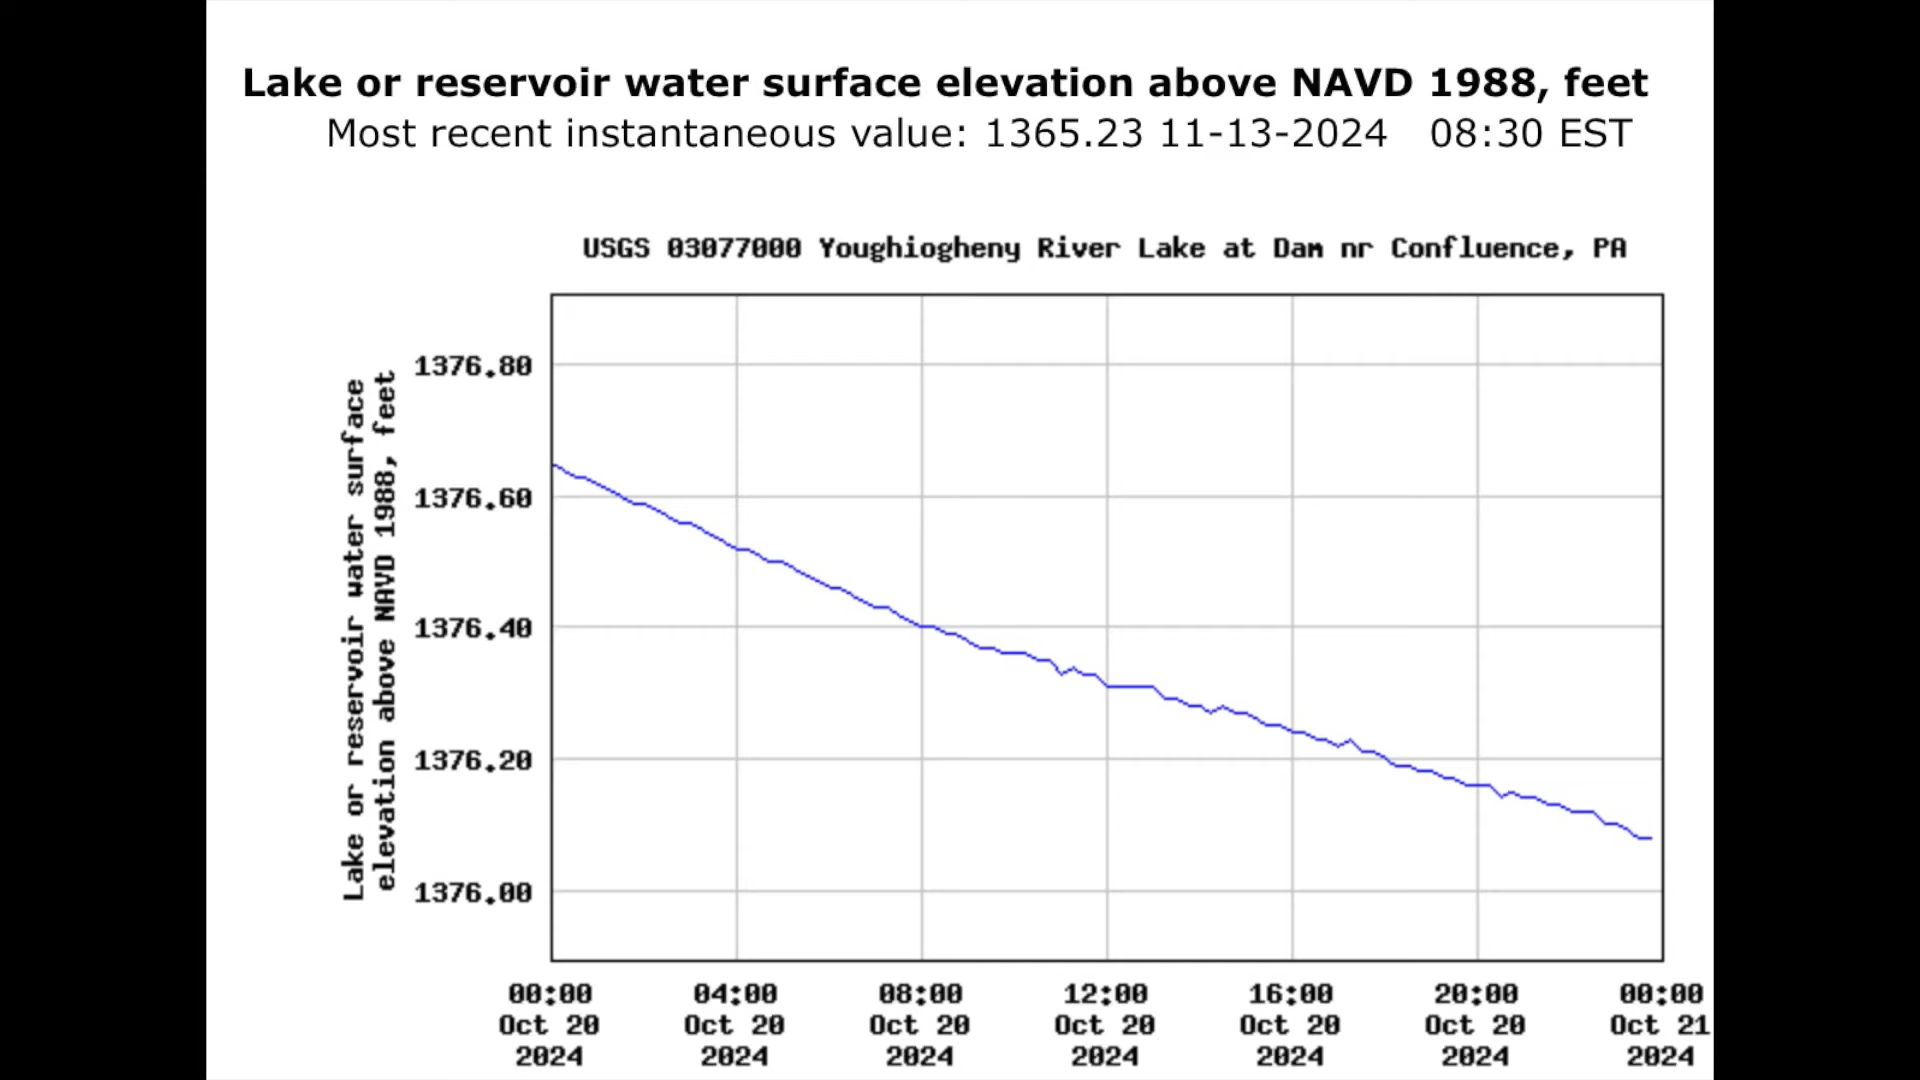 Lake or reservoir water surface elevation above NAVD 1988, feet
Most recent instantaneous value: 1365.23 11-13-2024 08:30 EST
USGS 03077000 Youghiogheny River Lake at Dam nr Confluence, PA
Lake or reservoir water surface
elevation above NAVD 1988, feet
1376.80
1376.60
1376.40
1376.20
1376.00
00:00 04:00 08:00 12:00 16:00 20:00 00:00
Oct 20 Oct 20 Oct 20 Oct 20 Oct 20 Oct 20 Oct 21
2024 2024 2024 2024 2024 2024 2024